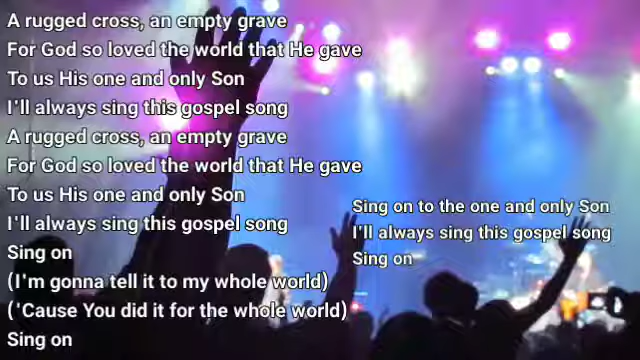 A rugged cross, an empty grave
For God so loved the world that He gave
To us His one and only Son
I'll always sing this gospel song
A rugged cross, an empty grave
For God so loved the world that He gave
To us His one and only Son
I'll always sing this gospel song
Sing on
(I'm gonna tell it to my whole world)
('Cause You did it for the whole world)
Sing on
Sing on to the one and only Son
I'll always sing this gospel song
Sing on